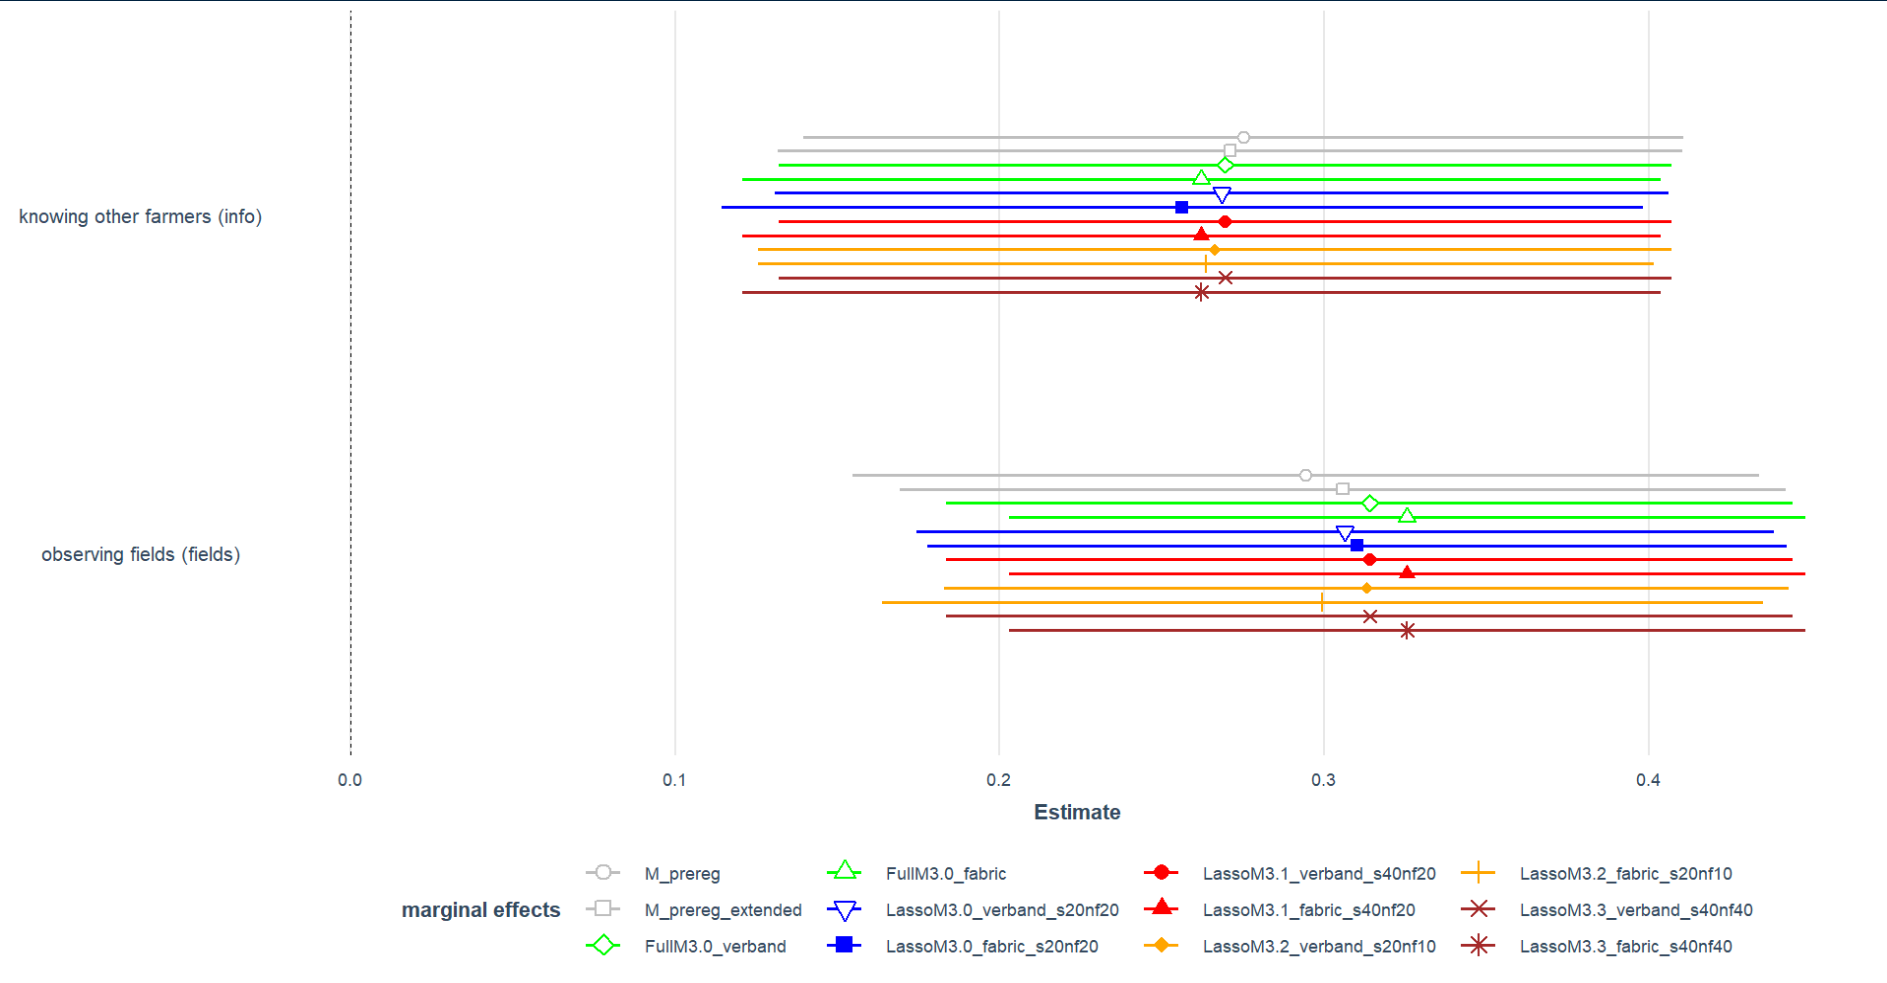 knowing other farmers (info)
observing fields (fields)
0.0 0.1 0.2 0.3 0.4
Estimate
marginal effects
M_prereg
M_prereg_extended
FullM3.0_verband
FullM3.0_fabric
LassoM3.0_verband_s20nf20
LassoM3.0_fabric_s20nf20
LassoM3.1_verband_s40nf20
LassoM3.1_fabric_s40nf20
LassoM3.2_verband_s20nf10
LassoM3.2_fabric_s20nf10
LassoM3.3_verband_s40nf40
LassoM3.3_fabric_s40nf40